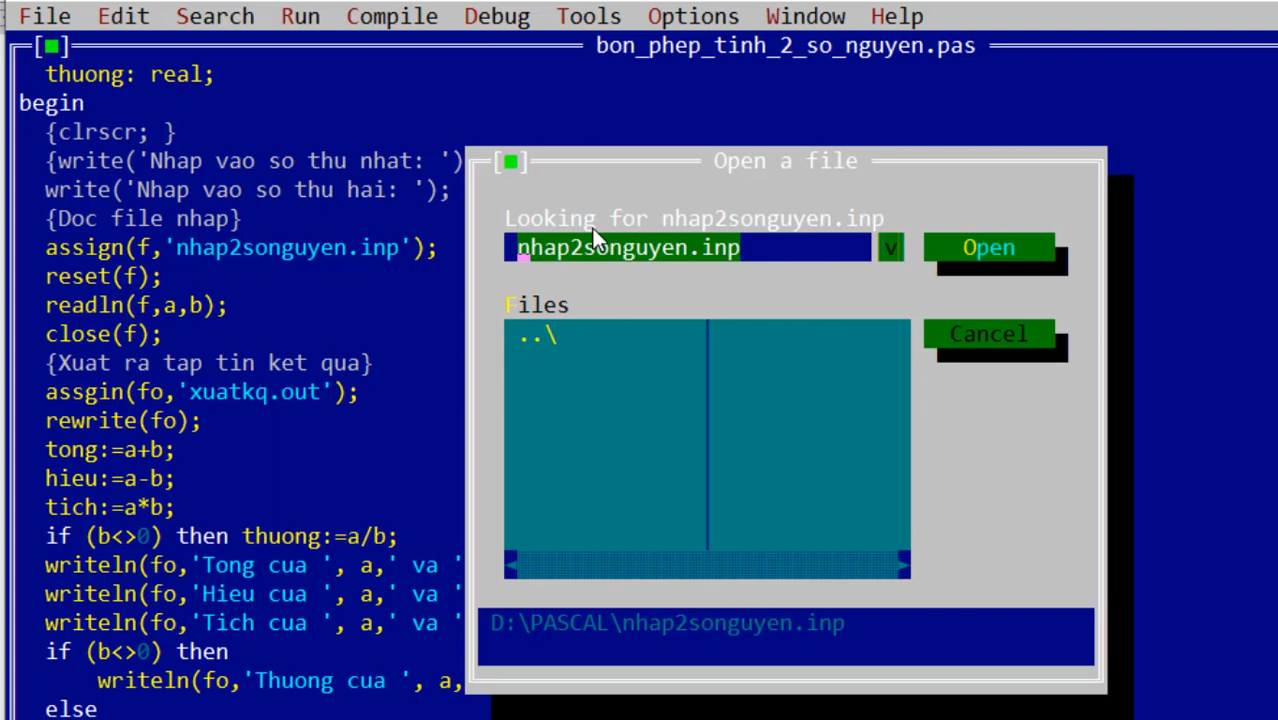 File Edit Search Run Compile Debug Tools Options Window Help
bon_phep_tinh_2_so_nguyen.pas
thuong: real;
begin
{clrscr; }
{write('Nhap vao so thu nhat: ')
write('Nhap vao so thu hai: ');
{Doc file nhap}
assign(f,'nhap2songuyen.inp');
reset(f);
readln(f,a,b);
close(f);
{Xuat ra tap tin ket qua}
assgin(fo,'xuatkq.out');
rewrite(fo);
tong:=a+b;
hieu:=a-b;
tich:=a*b;
if (b<>0) then thuong:=a/b;
writeln(fo,'Tong cua ', a,' va '
writeln(fo,'Hieu cua ', a,' va '
writeln(fo,'Tich cua ', a,' va '
if (b<>0) then
writeln(fo,'Thuong cua ', a,
else
Open a file
Looking for nhap2songuyen.inp
nhap2songuyen.inp v Open
Files
..\
Cancel
D:\PASCAL\nhap2songuyen.inp